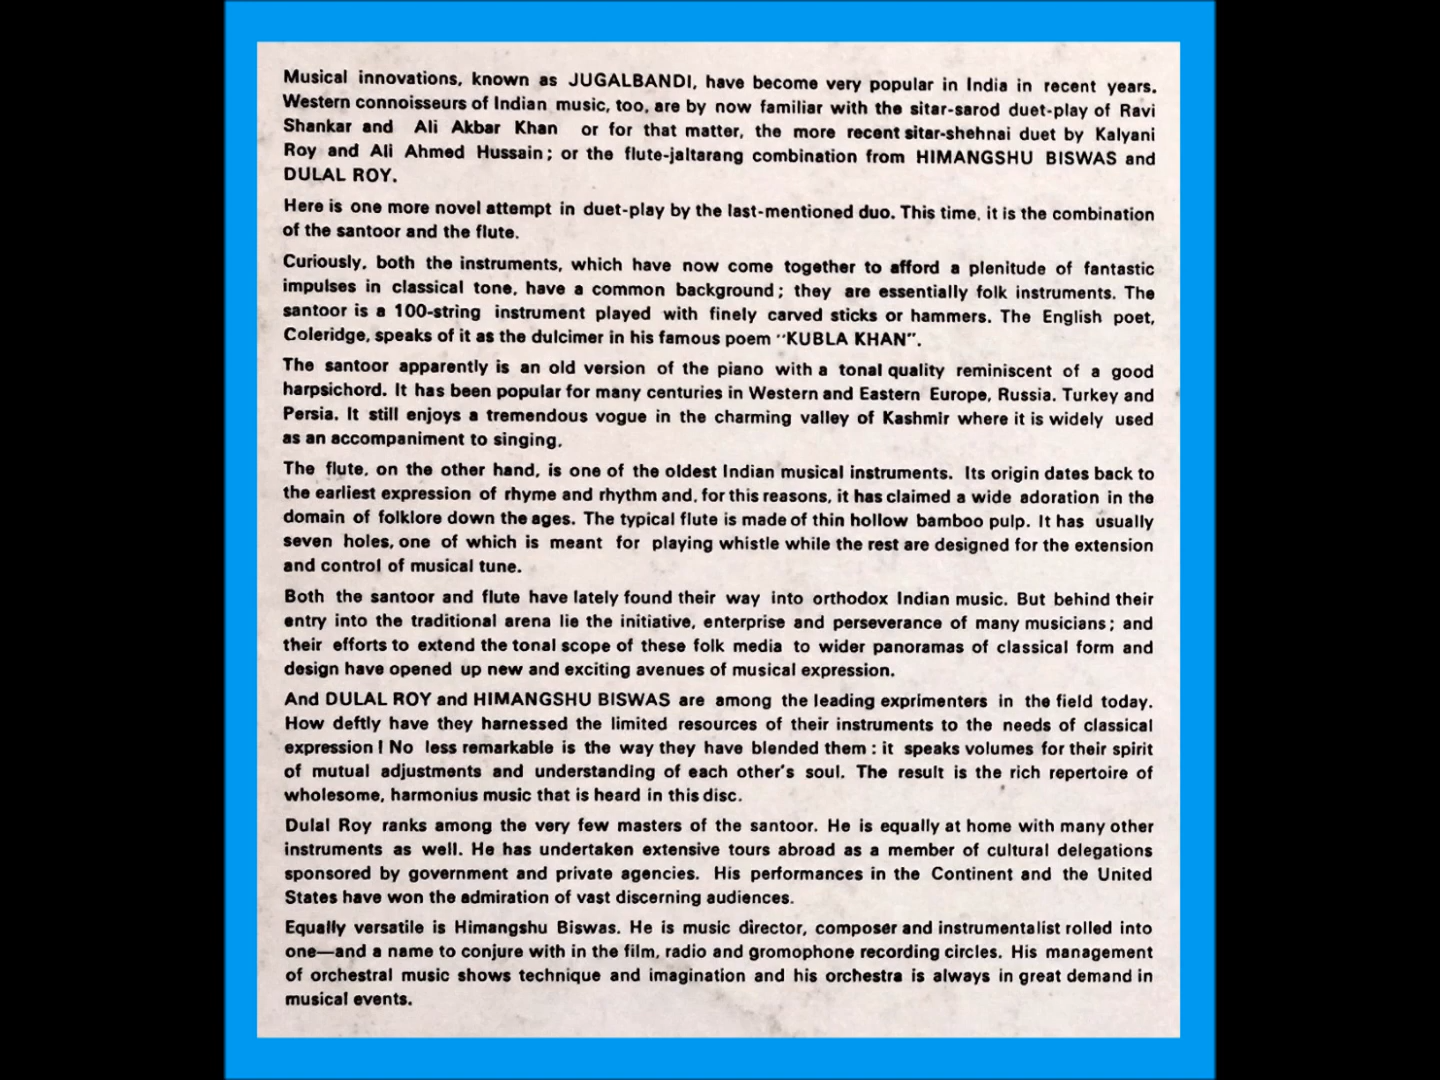 Musical innovations, known as JUGALBANDI, have become very popular in India in recent years.
Western connoisseurs of Indian music, too, are by now familiar with the sitar-sarod duet-play of Ravi
Shankar and Ali Akbar Khan or for that matter, the more recent sitar-shehnai duet by Kalyani
Roy and Ali Ahmed Hussain; or the flute-jaltarang combination from HIMANGSHU BISWAS and
DULAL ROY.
Here is one more novel attempt in duet-play by the last-mentioned duo. This time, it is the combination
of the santoor and the flute.
Curiously, both the instruments, which have now come together to afford a plenitude of fantastic
impulses in classical tone, have a common background; they are essentially folk instruments. The
santoor is a 100-string instrument played with finely carved sticks or hammers. The English poet,
Coleridge, speaks of it as the dulcimer in his famous poem "KUBLA KHAN".
The santoor apparently is an old version of the piano with a tonal quality reminiscent of a good
harpsichord. It has been popular for many centuries in Western and Eastern Europe, Russia, Turkey and
Persia. It still enjoys a tremendous vogue in the charming valley of Kashmir where it is widely used
as an accompaniment to singing.
The flute, on the other hand, is one of the oldest Indian musical instruments. Its origin dates back to
the earliest expression of rhyme and rhythm and, for this reasons, it has claimed a wide adoration in the
domain of folklore down the ages. The typical flute is made of thin hollow bamboo pulp. It has usually
seven holes, one of which is meant for playing whistle while the rest are designed for the extension
and control of musical tune.
Both the santoor and flute have lately found their way into orthodox Indian music. But behind their
entry into the traditional arena lie the initiative, enterprise and perseverance of many musicians; and
their efforts to extend the tonal scope of these folk media to wider panoramas of classical form and
design have opened up new and exciting avenues of musical expression.
And DULAL ROY and HIMANGSHU BISWAS are among the leading exprimenters in the field today.
How deftly have they harnessed the limited resources of their instruments to the needs of classical
expression! No less remarkable is the way they have blended them : it speaks volumes for their spirit
of mutual adjustments and understanding of each other's soul. The result is the rich repertoire of
wholesome, harmonius music that is heard in this disc.
Dulal Roy ranks among the very few masters of the santoor. He is equally at home with many other
instruments as well. He has undertaken extensive tours abroad as a member of cultural delegations
sponsored by government and private agencies. His performances in the Continent and the United
States have won the admiration of vast discerning audiences.
Equally versatile is Himangshu Biswas. He is music director, composer and instrumentalist rolled into
one—and a name to conjure with in the film, radio and gromophone recording circles. His management
of orchestral music shows technique and imagination and his orchestra is always in great demand in
musical events.